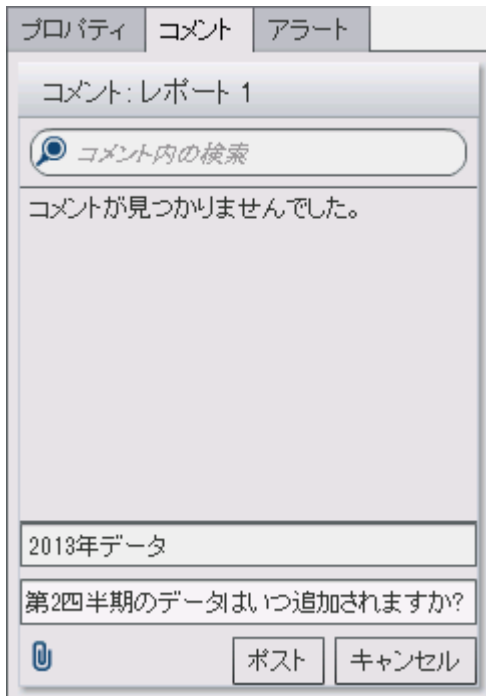 プロパティ コメント アラート
コメント: レポート 1
コメント内の検索
コメントが見つかりませんでした。
2013年データ
第2四半期のデータはいつ追加されますか?
ポスト キャンセル